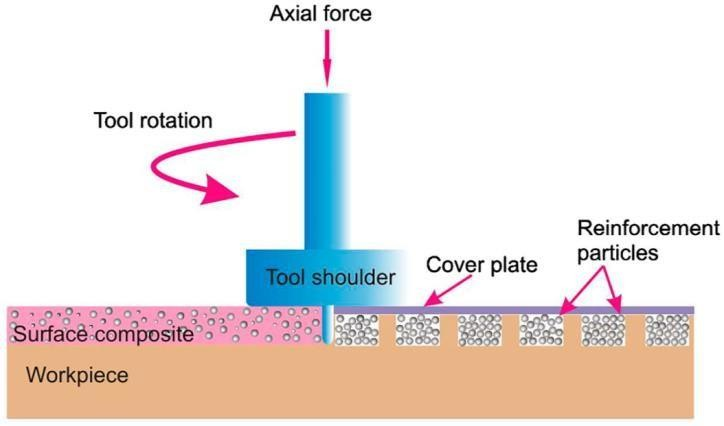 Axial force
Tool rotation
Reinforcement
particles
Cover plate
Tool shoulder
Surface composite
Workpiece